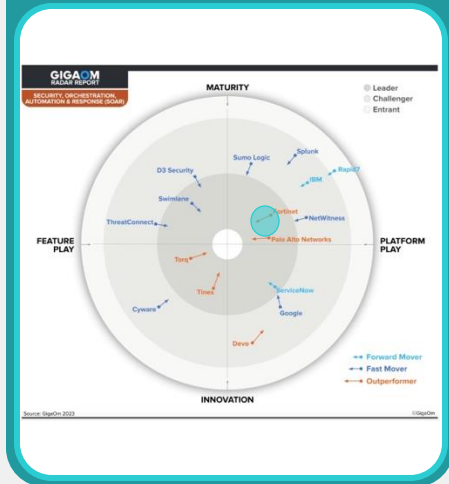 GIGAOM
RADAR REPORT
SECURITY, ORCHESTRATION,
AUTOMATION & RESPONSE (SOAR)
MATURITY
Leader
Challenger
Entrant
Splunk
Sumo Logic
D3 Security
Rapid7
IBM
Swimlane
Fortinet
ThreatConnect
NetWitness
FEATURE
PLAY
Palo Alto Networks
PLATFORM
PLAY
Torq
ServiceNow
Tines
Cyware
Google
Devo
Forward Mover
Fast Mover
Outperformer
INNOVATION
Source: GigaOm 2023
©GigaOm